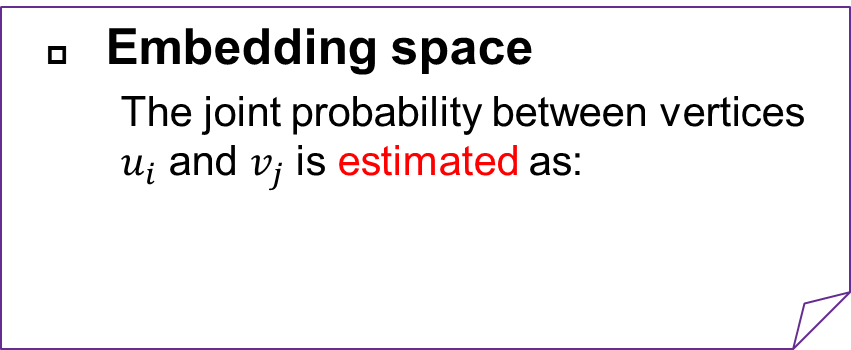 Embedding space
The joint probability between vertices
𝑢ᵢ and 𝑣ⱼ is estimated as: